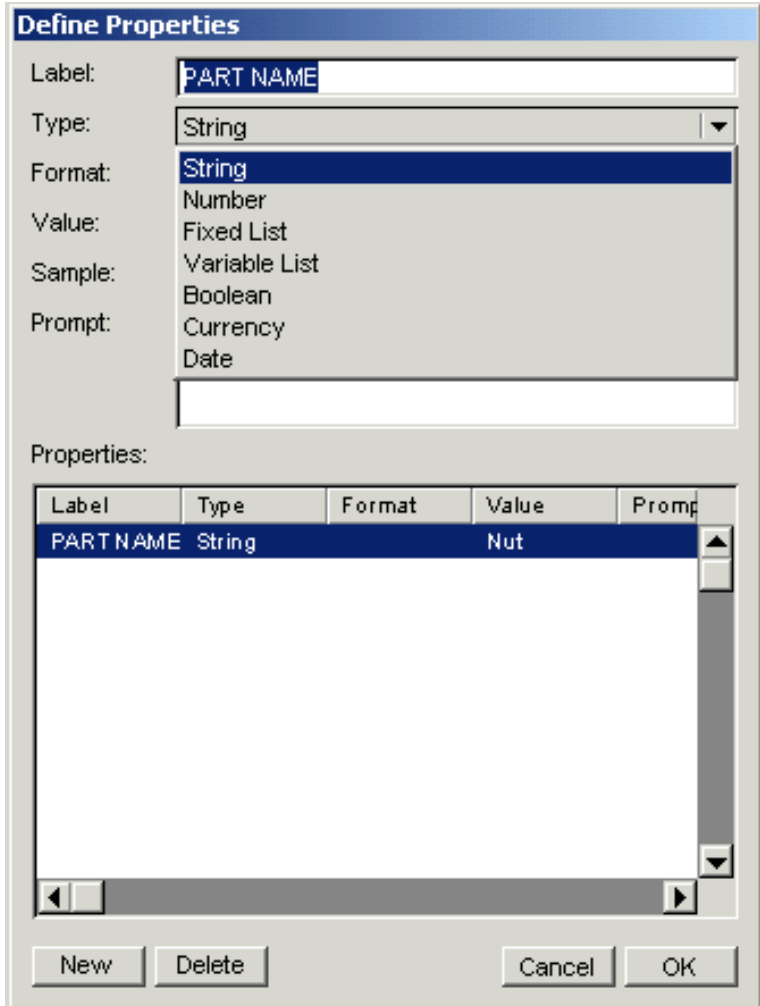 Define Properties
Label: PART NAME
Type: String
Format: String
Number
Value: Fixed List
Sample: Variable List
Boolean
Prompt: Currency
Date
Properties:
Label Type Format Value Promp
PART NAME String Nut
New Delete Cancel OK